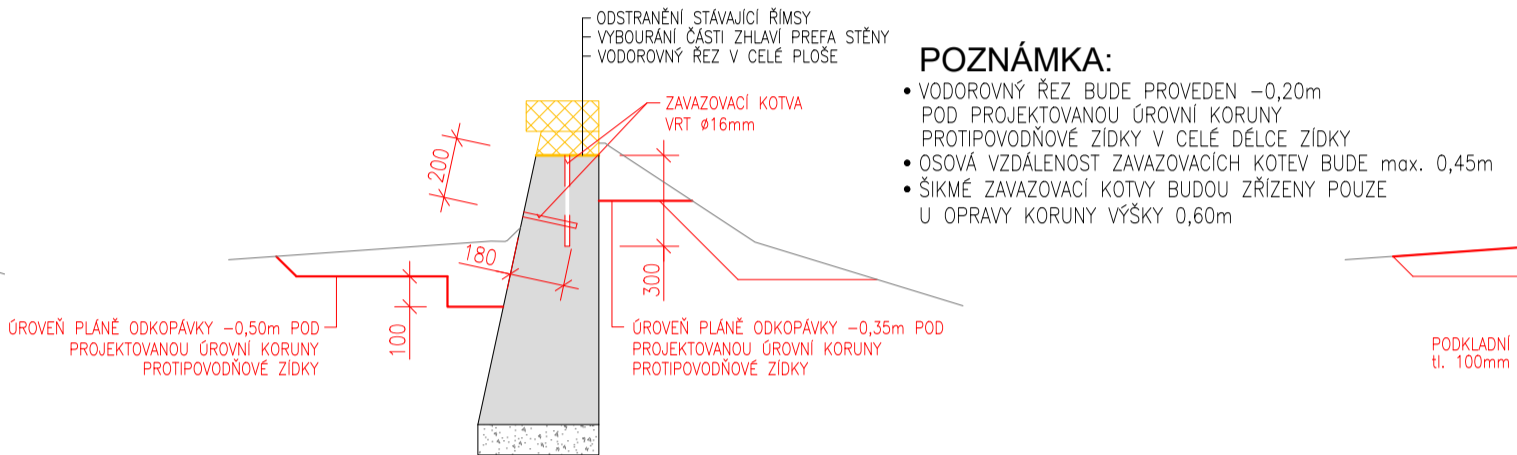 ODSTRANĚNÍ STÁVAJÍCÍ ŘÍMSY
VYBOURÁNÍ ČÁSTI ZHLAVÍ PREFA STĚNY
VODOROVNÝ ŘEZ V CELÉ PLOŠE
ZAVAZOVACÍ KOTVA
VRT ø16mm
200
180
300
100
ÚROVEŇ PLÁNĚ ODKOPÁVKY -0,50m POD
PROJEKTOVANOU ÚROVNÍ KORUNY
PROTIPOVODŇOVÉ ZÍDKY
ÚROVEŇ PLÁNĚ ODKOPÁVKY -0,35m POD
PROJEKTOVANOU ÚROVNÍ KORUNY
PROTIPOVODŇOVÉ ZÍDKY
POZNÁMKA:
• VODOROVNÝ ŘEZ BUDE PROVEDEN -0,20m
POD PROJEKTOVANOU ÚROVNÍ KORUNY
PROTIPOVODŇOVÉ ZÍDKY V CELÉ DÉLCE ZÍDKY
• OSOVÁ VZDÁLENOST ZAVAZOVACÍCH KOTEV BUDE max. 0,45m
• ŠIKMÉ ZAVAZOVACÍ KOTVY BUDOU ZŘÍZENY POUZE
U OPRAVY KORUNY VÝŠKY 0,60m
PODKLADNÍ
tl. 100mm